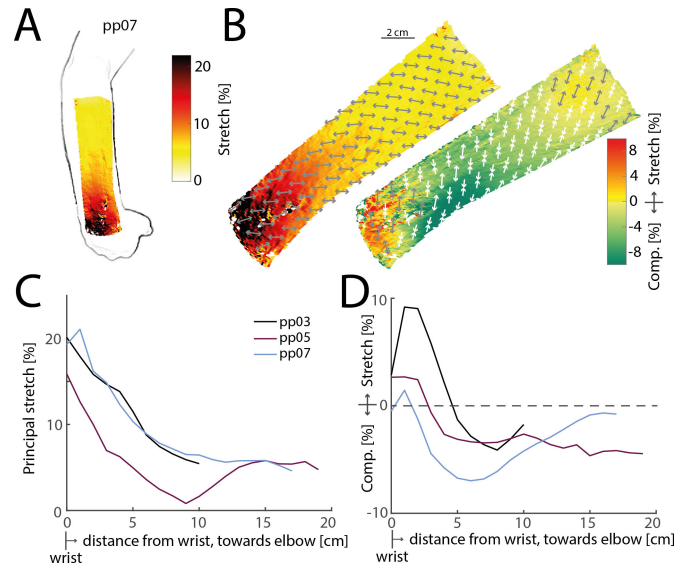 A
pp07
20
10
0
Stretch [%]
B
2 cm
8
4
0
-4
-8
Comp. [%] Stretch [%]
C
Principal stretch [%]
20
10
0
pp03
pp05
pp07
0 5 10 15 20
distance from wrist, towards elbow [cm]
wrist
D
Comp. [%] Stretch [%]
10
0
-10
0 5 10 15 20
distance from wrist, towards elbow [cm]
wrist